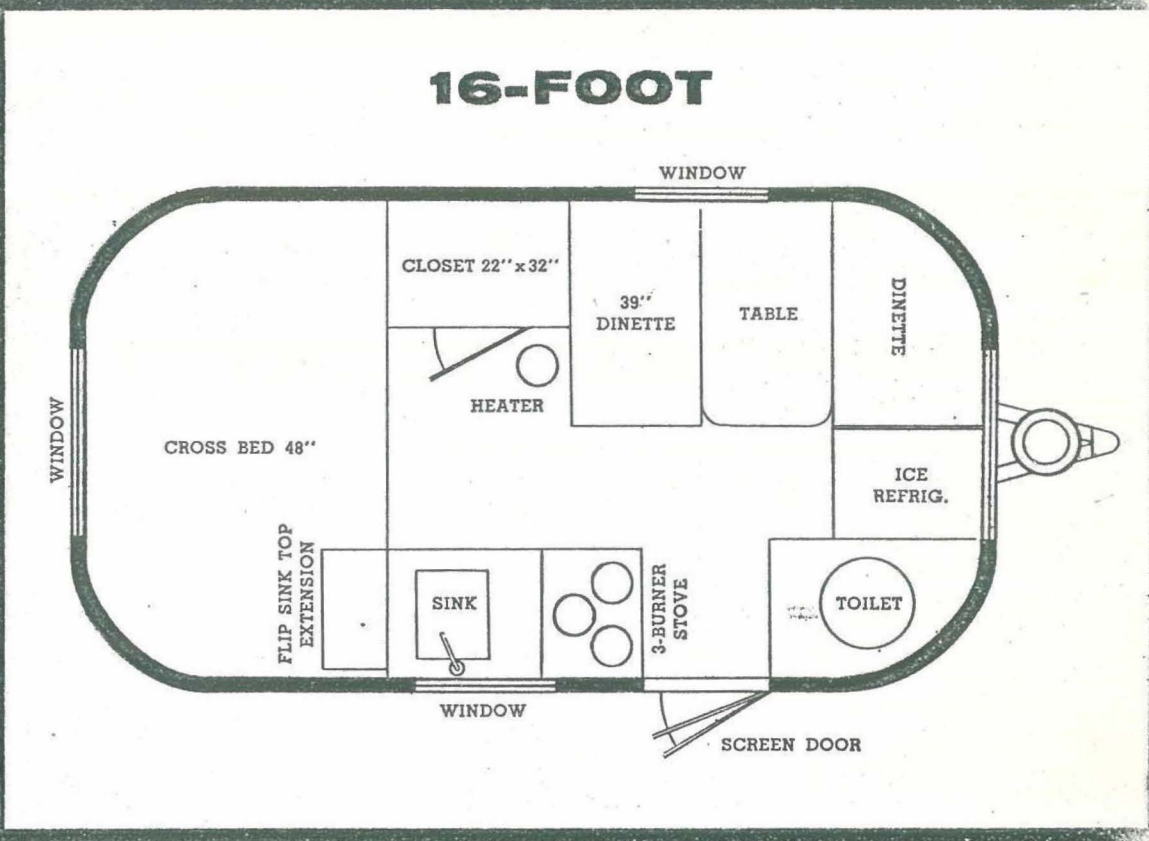 16-FOOT
WINDOW
CLOSET 22" x 32"
39"
DINETTE
TABLE
DINETTE
HEATER
WINDOW
CROSS BED 48"
ICE
REFRIG.
FLIP SINK TOP
EXTENSION
SINK
3-BURNER
STOVE
TOILET
WINDOW
SCREEN DOOR